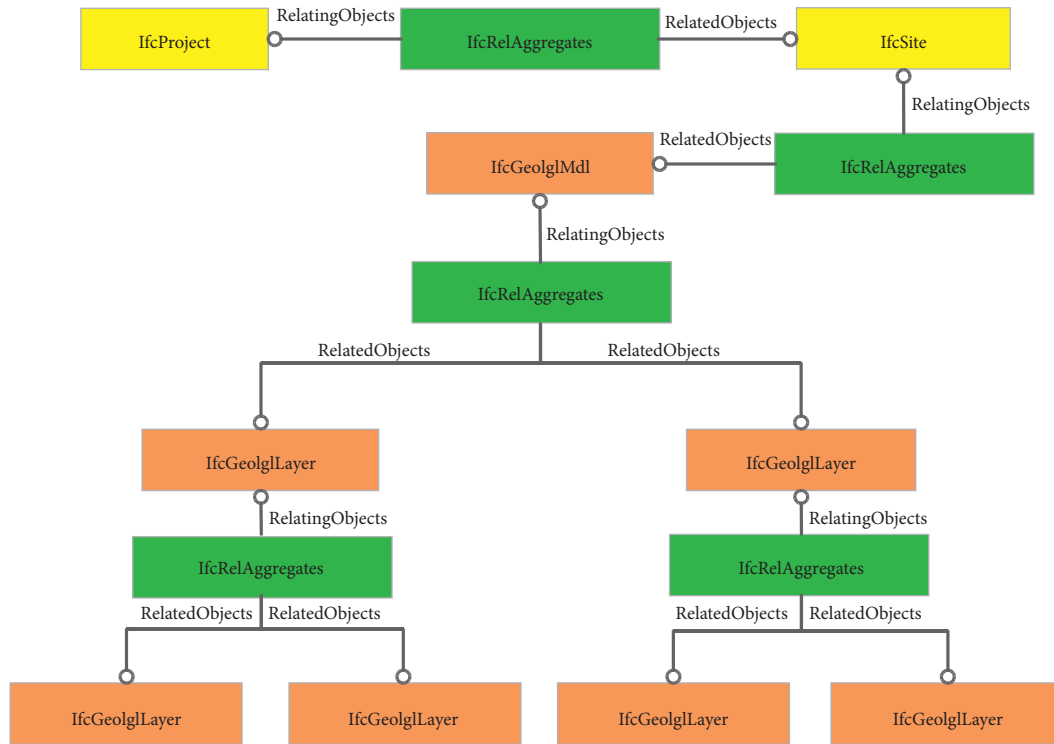 RelatingObjects
RelatedObjects
IfcProject
IfcRelAggregates
IfcSite
RelatingObjects
RelatedObjects
IfcGeolglMdl
IfcRelAggregates
RelatingObjects
IfcRelAggregates
RelatedObjects
RelatedObjects
IfcGeolglLayer
IfcGeolglLayer
RelatingObjects
RelatingObjects
IfcRelAggregates
IfcRelAggregates
RelatedObjects
RelatedObjects
RelatedObjects
RelatedObjects
IfcGeolglLayer
IfcGeolglLayer
IfcGeolglLayer
IfcGeolglLayer